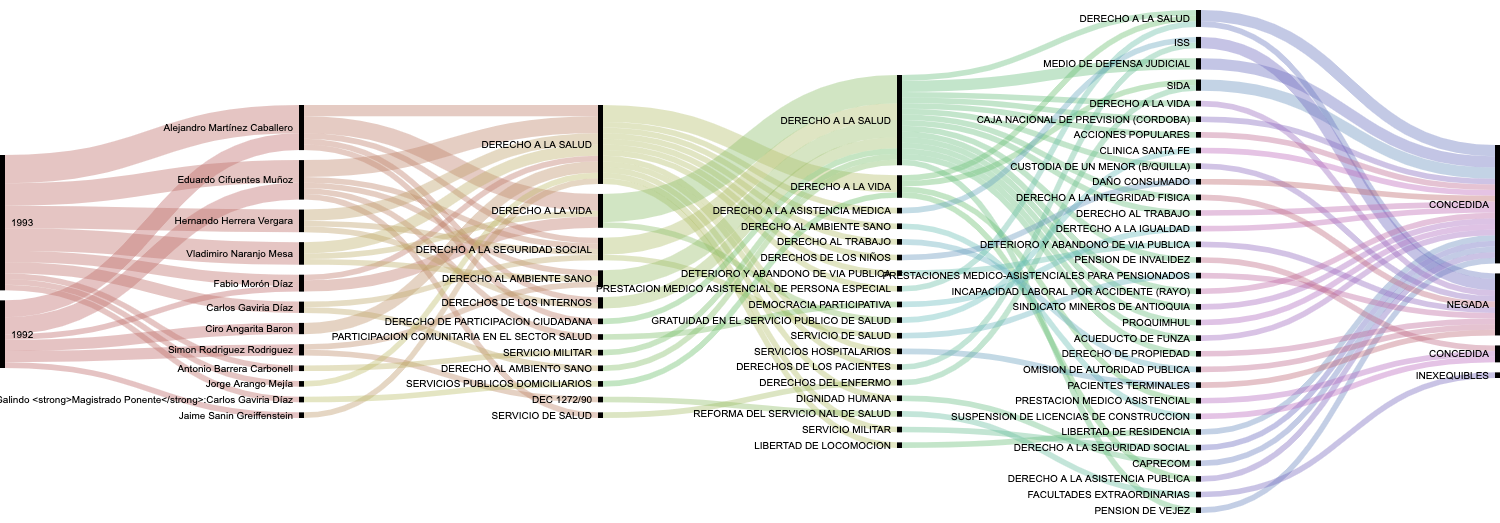 1993
1992
Alejandro Martínez Caballero
Eduardo Cifuentes Muñoz
Hernando Herrera Vergara
Vladimiro Naranjo Mesa
Fabio Morón Díaz
Carlos Gaviria Díaz
Ciro Angarita Baron
Simon Rodriguez Rodriguez
Antonio Barrera Carbonell
Jorge Arango Mejía
Galindo <strong>Magistrado Ponente</strong>:Carlos Gaviria Díaz
Jaime Sanin Greiffenstein
DERECHO A LA SALUD
DERECHO A LA VIDA
DERECHO A LA SEGURIDAD SOCIAL
DERECHO AL AMBIENTE SANO
DERECHOS DE LOS INTERNOS
DERECHO DE PARTICIPACION CIUDADANA
PARTICIPACION COMUNITARIA EN EL SECTOR SALUD
SERVICIO MILITAR
DERECHO AL AMBIENTO SANO
SERVICIOS PUBLICOS DOMICILIARIOS
DEC 1272/90
SERVICIO DE SALUD
DERECHO A LA SALUD
DERECHO A LA VIDA
DERECHO A LA ASISTENCIA MEDICA
DERECHO AL AMBIENTE SANO
DERECHO AL TRABAJO
DERECHOS DE LOS NIÑOS
DETERIORO Y ABANDONO DE VIA PUBLICA
PRESTACION MEDICO ASISTENCIAL DE PERSONA ESPECIAL
DEMOCRACIA PARTICIPATIVA
GRATUIDAD EN EL SERVICIO PUBLICO DE SALUD
SERVICIO DE SALUD
SERVICIOS HOSPITALARIOS
DERECHOS DE LOS PACIENTES
DERECHOS DEL ENFERMO
DIGNIDAD HUMANA
REFORMA DEL SERVICIO NAL DE SALUD
SERVICIO MILITAR
LIBERTAD DE LOCOMOCION
DERECHO A LA SALUD
ISS
MEDIO DE DEFENSA JUDICIAL
SIDA
DERECHO A LA VIDA
CAJA NACIONAL DE PREVISION (CORDOBA)
ACCIONES POPULARES
CLINICA SANTA FE
CUSTODIA DE UN MENOR (B/QUILLA)
DAÑO CONSUMADO
DERECHO A LA INTEGRIDAD FISICA
DERECHO AL TRABAJO
DERTECHO A LA IGUALDAD
DETERIORO Y ABANDONO DE VIA PUBLICA
PENSION DE INVALIDEZ
PRESTACIONES MEDICO-ASISTENCIALES PARA PENSIONADOS
INCAPACIDAD LABORAL POR ACCIDENTE (RAYO)
SINDICATO MINEROS DE ANTIOQUIA
PROQUIMHUL
ACUEDUCTO DE FUNZA
DERECHO DE PROPIEDAD
OMISION DE AUTORIDAD PUBLICA
PACIENTES TERMINALES
PRESTACION MEDICO ASISTENCIAL
SUSPENSION DE LICENCIAS DE CONSTRUCCION
LIBERTAD DE RESIDENCIA
DERECHO A LA SEGURIDAD SOCIAL
CAPRECOM
DERECHO A LA ASISTENCIA PUBLICA
FACULTADES EXTRAORDINARIAS
PENSION DE VEJEZ
CONCEDIDA
NEGADA
CONCEDIDA
INEXEQUIBLES